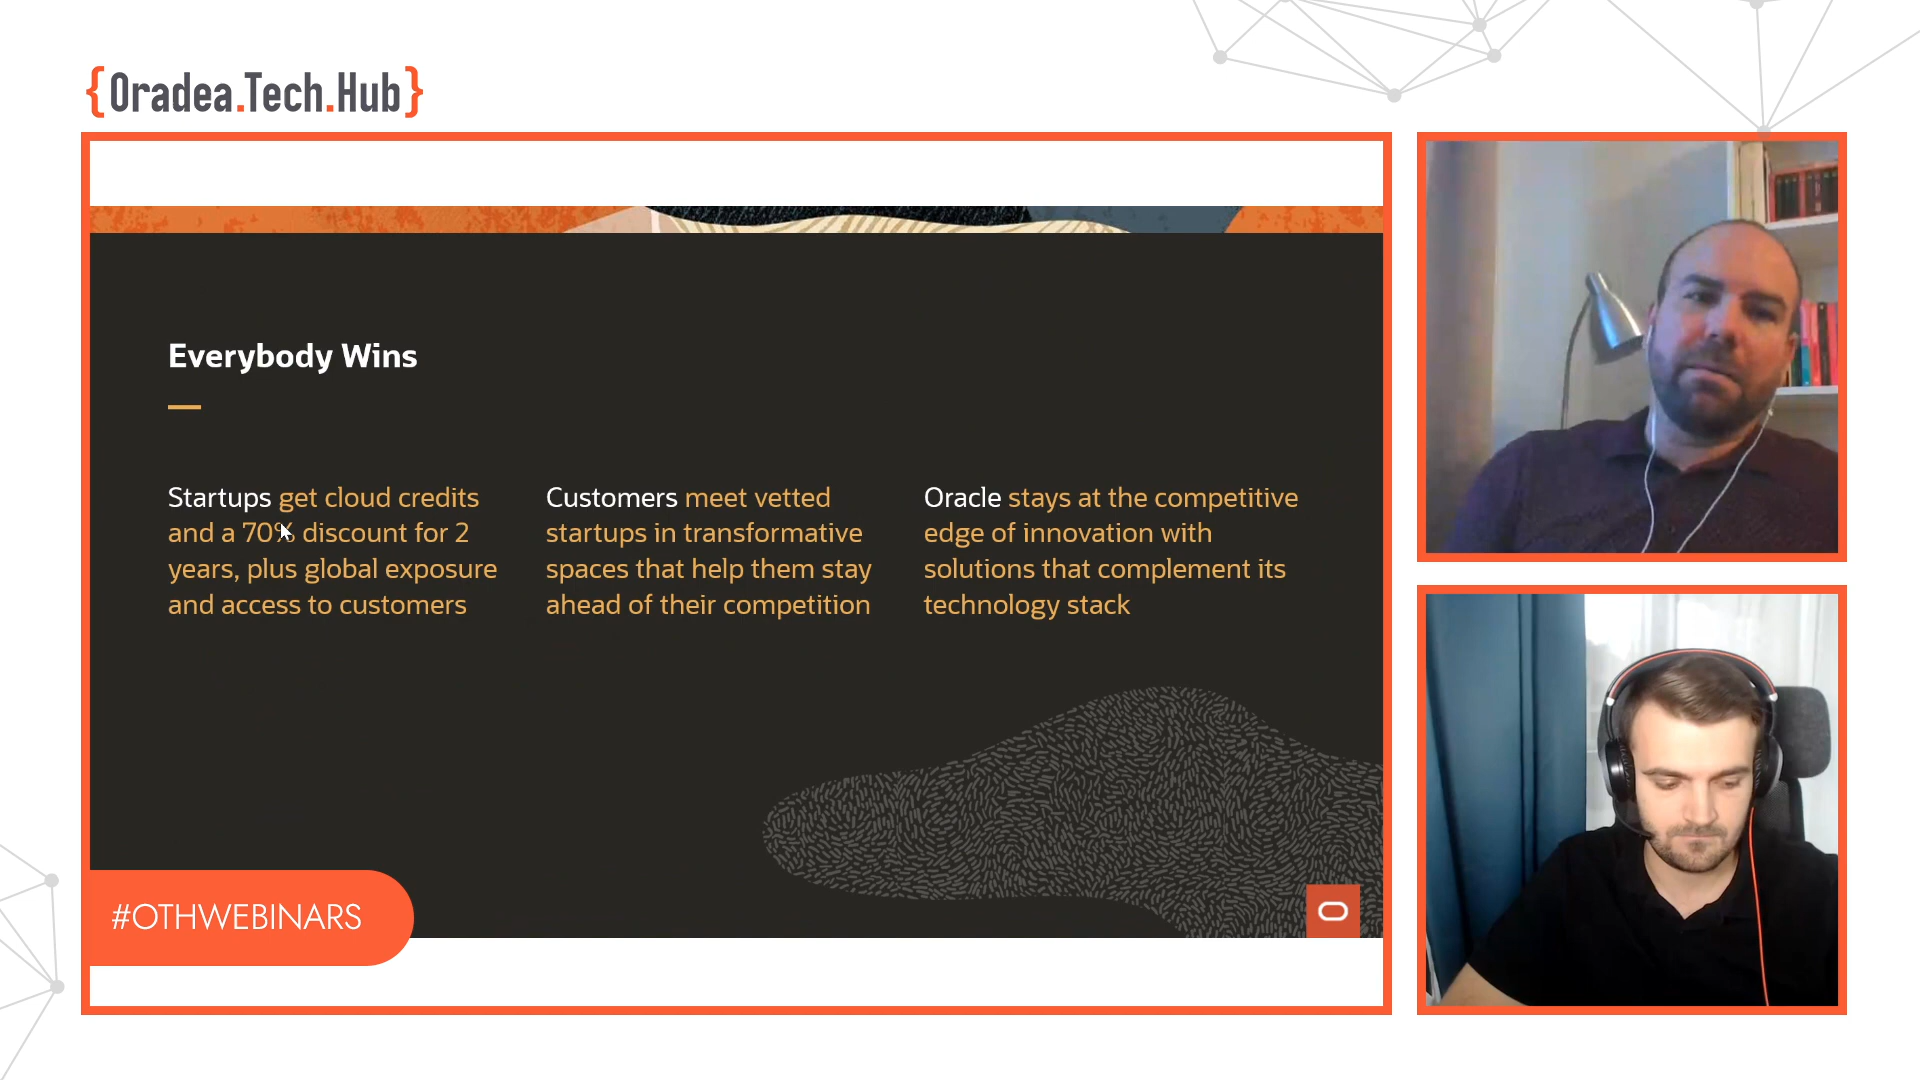 {Oradea.Tech.Hub}
Everybody Wins
Startups get cloud credits
and a 70% discount for 2
years, plus global exposure
and access to customers
Customers meet vetted
startups in transformative
spaces that help them stay
ahead of their competition
Oracle stays at the competitive
edge of innovation with
solutions that complement its
technology stack
#OTHWEBINARS